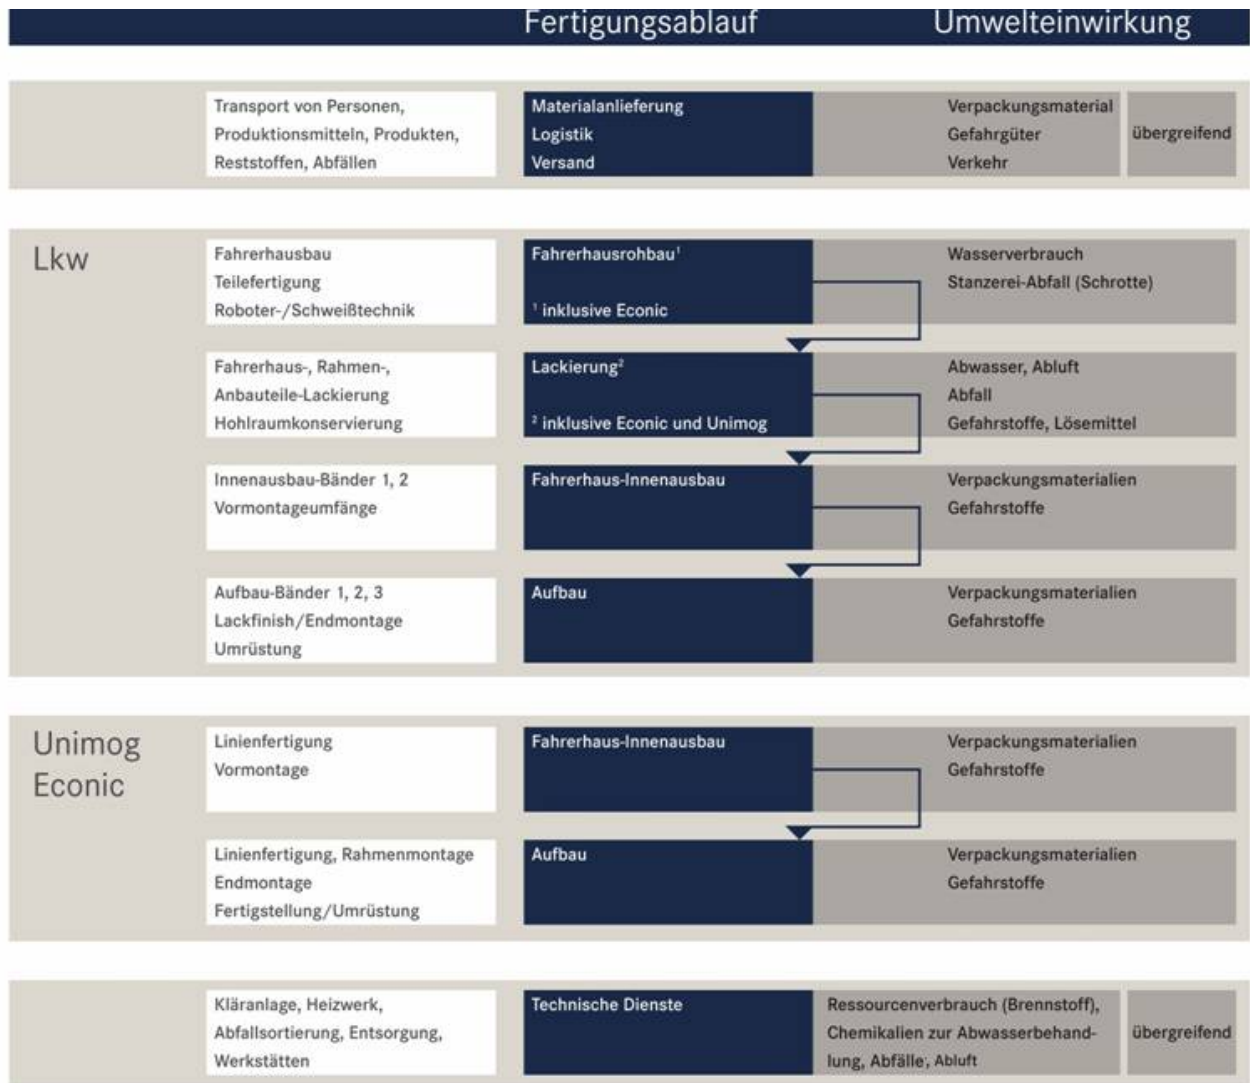 Fertigungsablauf Umwelteinwirkung
Transport von Personen,
Produktionsmitteln, Produkten,
Reststoffen, Abfällen
Materialanlieferung
Logistik
Versand
Verpackungsmaterial
Gefahrgüter
Verkehr
übergreifend
Lkw
Fahrerhausbau
Teilefertigung
Roboter-/Schweißtechnik
Fahrerhausrohbau¹
¹ inklusive Econic
Wasserverbrauch
Stanzerei-Abfall (Schrotte)
Fahrerhaus-, Rahmen-,
Anbauteile-Lackierung
Hohlraumkonservierung
Lackierung²
² inklusive Econic und Unimog
Abwasser, Abluft
Abfall
Gefahrstoffe, Lösemittel
Innenausbau-Bänder 1, 2
Vormontageumfänge
Fahrerhaus-Innenausbau
Verpackungsmaterialien
Gefahrstoffe
Aufbau-Bänder 1, 2, 3
Lackfinish/Endmontage
Umrüstung
Aufbau
Verpackungsmaterialien
Gefahrstoffe
Unimog
Econic
Linienfertigung
Vormontage
Fahrerhaus-Innenausbau
Verpackungsmaterialien
Gefahrstoffe
Linienfertigung, Rahmenmontage
Endmontage
Fertigstellung/Umrüstung
Aufbau
Verpackungsmaterialien
Gefahrstoffe
Kläranlage, Heizwerk,
Abfallsortierung, Entsorgung,
Werkstätten
Technische Dienste
Ressourcenverbrauch (Brennstoff),
Chemikalien zur Abwasserbehand-
lung, Abfälle, Abluft
übergreifend